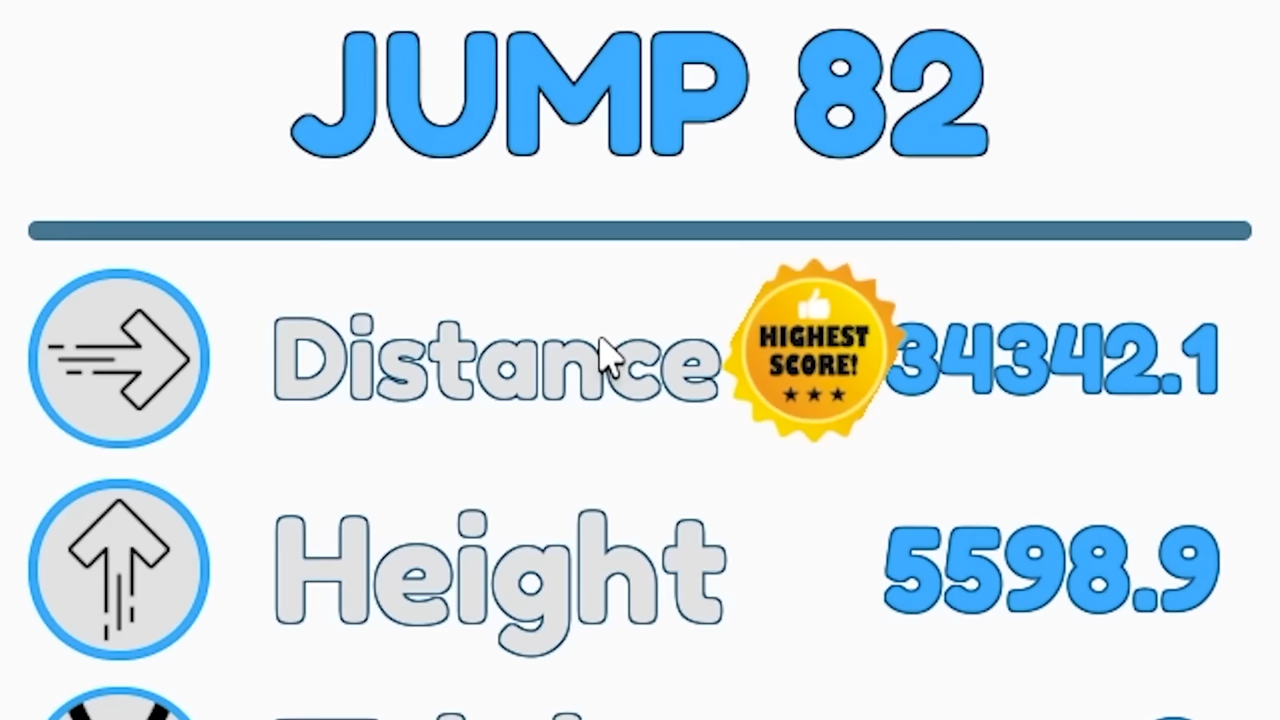 JUMP 82
Distance
HIGHEST
SCORE!
34342.1
Height
5598.9